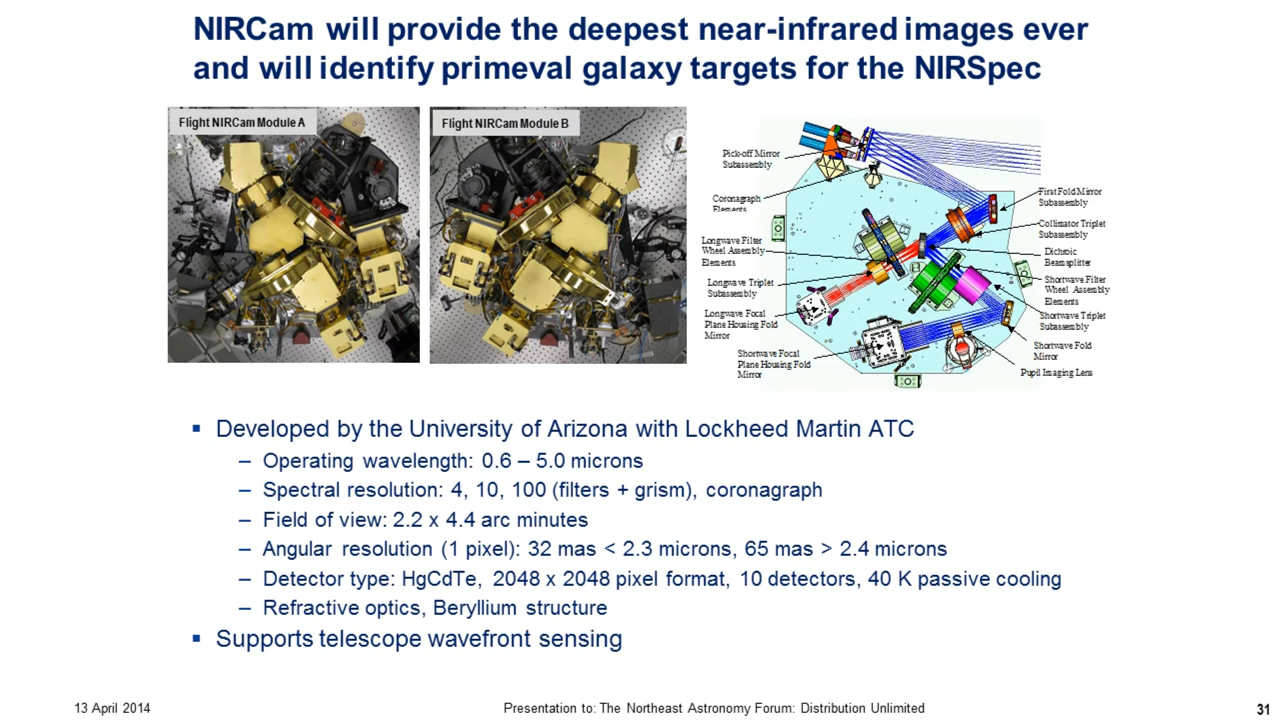 NIRCam will provide the deepest near-infrared images ever
and will identify primeval galaxy targets for the NIRSpec
Flight NIRCam Module A
Flight NIRCam Module B
Pick-off Mirror
Subassembly
Coronagraph
Elements
Longwave Filter
Wheel Assembly
Elements
Longwave Triplet
Subassembly
Longwave Focal
Plane Housing Fold
Mirror
Shortwave Focal
Plane Housing Fold
Mirror
First Fold Mirror
Subassembly
Collimator Triplet
Subassembly
Dichroic
Beamsplitter
Shortwave Filter
Wheel Assembly
Elements
Shortwave Triplet
Subassembly
Shortwave Fold
Mirror
Pupil Imaging Lens
▪ Developed by the University of Arizona with Lockheed Martin ATC
– Operating wavelength: 0.6 – 5.0 microns
– Spectral resolution: 4, 10, 100 (filters + grism), coronagraph
– Field of view: 2.2 x 4.4 arc minutes
– Angular resolution (1 pixel): 32 mas < 2.3 microns, 65 mas > 2.4 microns
– Detector type: HgCdTe, 2048 x 2048 pixel format, 10 detectors, 40 K passive cooling
– Refractive optics, Beryllium structure
▪ Supports telescope wavefront sensing
13 April 2014
Presentation to: The Northeast Astronomy Forum: Distribution Unlimited
31